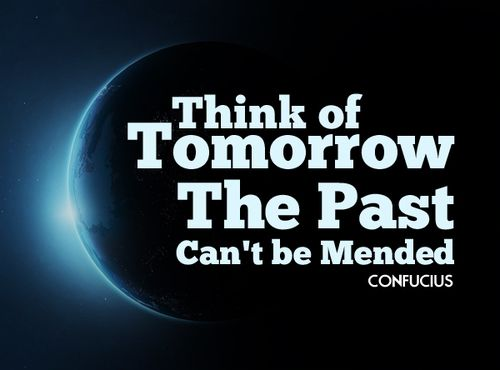 Think of
Tomorrow
The Past
Can't be Mended
CONFUCIUS